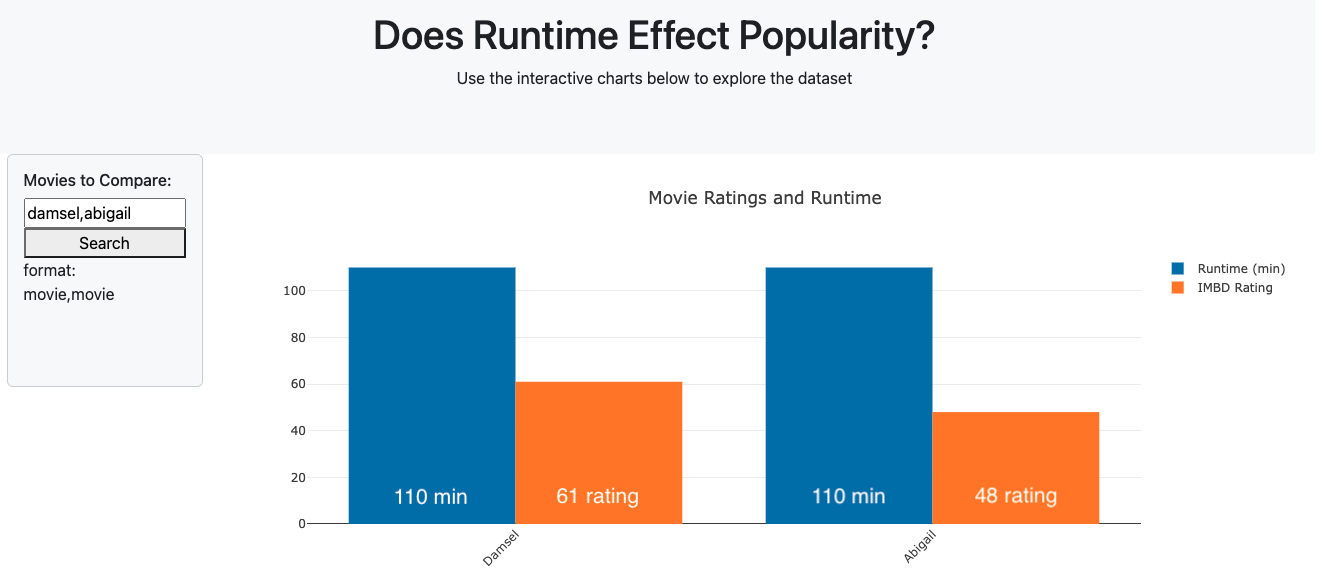 Does Runtime Effect Popularity?
Use the interactive charts below to explore the dataset
Movies to Compare:
damsel,abigail
Search
format:
movie,movie
Movie Ratings and Runtime
Runtime (min)
IMBD Rating
100
80
60
40
20
0
110 min
61 rating
110 min
48 rating
Damsel
Abigail